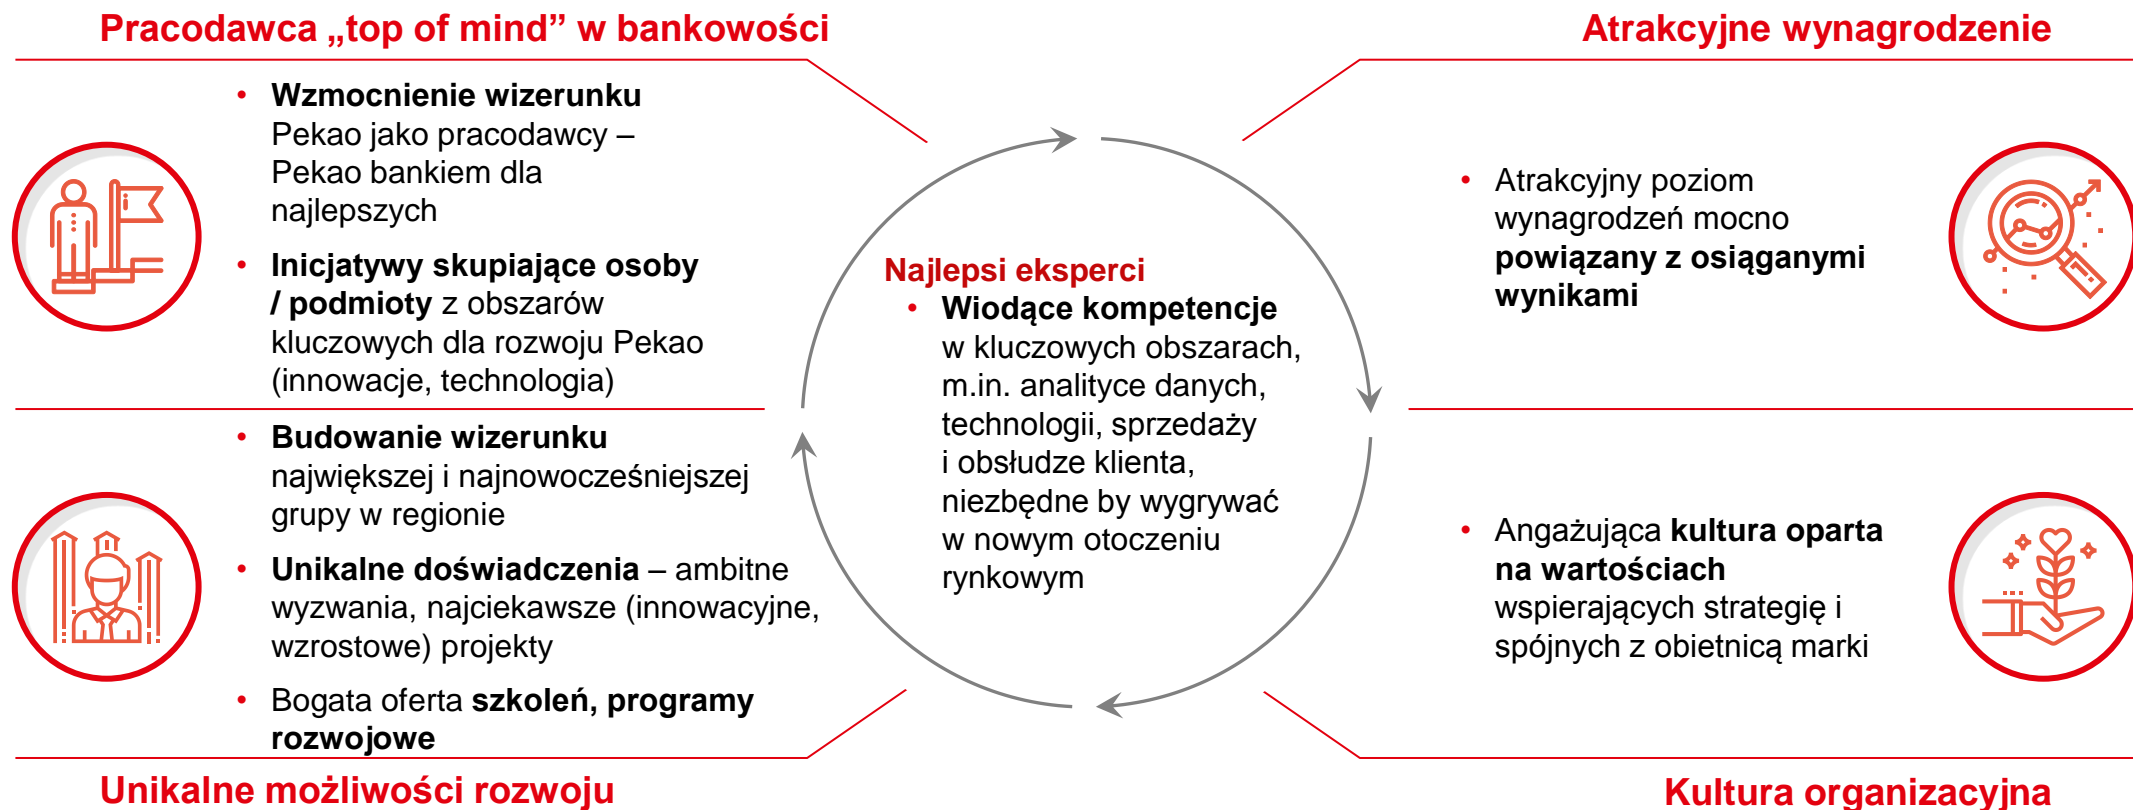 Pracodawca „top of mind” w bankowości
• Wzmocnienie wizerunku
Pekao jako pracodawcy –
Pekao bankiem dla
najlepszych
• Inicjatywy skupiające osoby
/ podmioty z obszarów
kluczowych dla rozwoju Pekao
(innowacje, technologia)
Atrakcyjne wynagrodzenie
• Atrakcyjny poziom
wynagrodzeń mocno
powiązany z osiąganymi
wynikami
Najlepsi eksperci
• Wiodące kompetencje
w kluczowych obszarach,
m.in. analityce danych,
technologii, sprzedaży
i obsłudze klienta,
niezbędne by wygrywać
w nowym otoczeniu
rynkowym
• Budowanie wizerunku
największej i najnowocześniejszej
grupy w regionie
• Unikalne doświadczenia – ambitne
wyzwania, najciekawsze (innowacyjne,
wzrostowe) projekty
• Bogata oferta szkoleń, programy
rozwojowe
Unikalne możliwości rozwoju
• Angażująca kultura oparta
na wartościach
wspierających strategię i
spójnych z obietnicą marki
Kultura organizacyjna